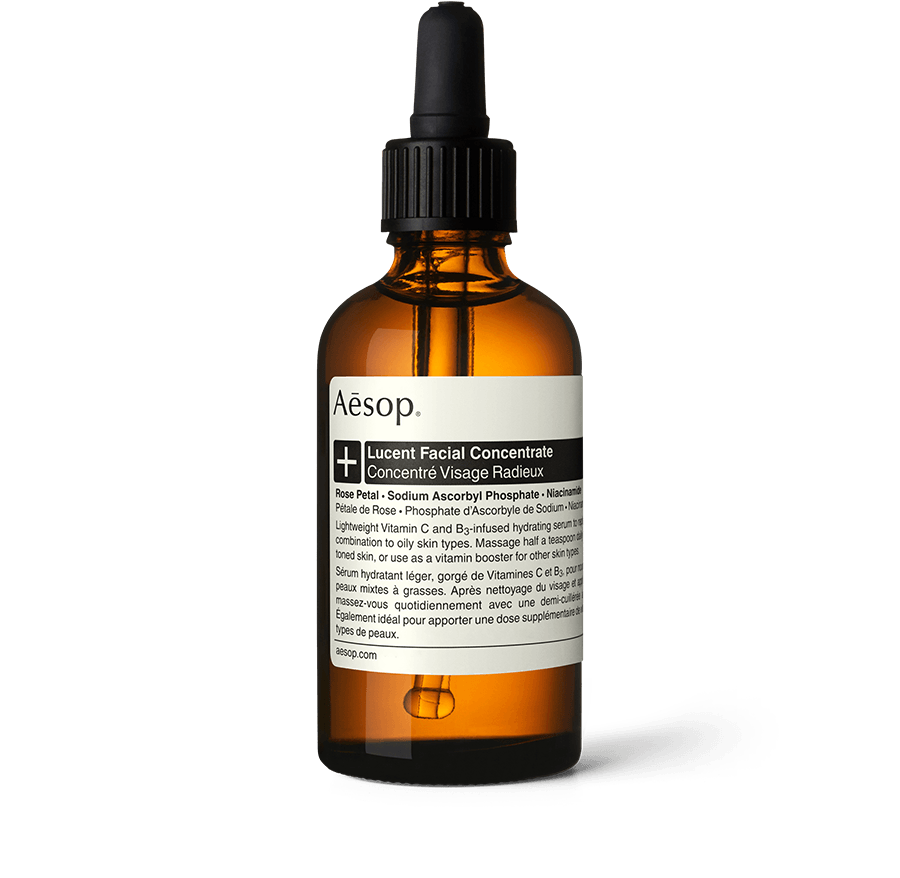 Aēsop®
+
Lucent Facial Concentrate
Concentré Visage Radieux
Rose Petal • Sodium Ascorbyl Phosphate • Niacinamide
Pétale de Rose • Phosphate d'Ascorbyle de Sodium •
Lightweight Vitamin C and B3-infused hydrating serum to
combination to oily skin types. Massage half a teaspoon
toned skin, or use as a vitamin booster for other skin types.
Sérum hydratant léger, gorgé de Vitamines C et B3, pour
peaux mixtes à grasses. Après nettoyage du visage et
massez-vous quotidiennement avec une demi-cuillérée
Également idéal pour apporter une dose supplémentaire de
types de peaux.
aesop.com